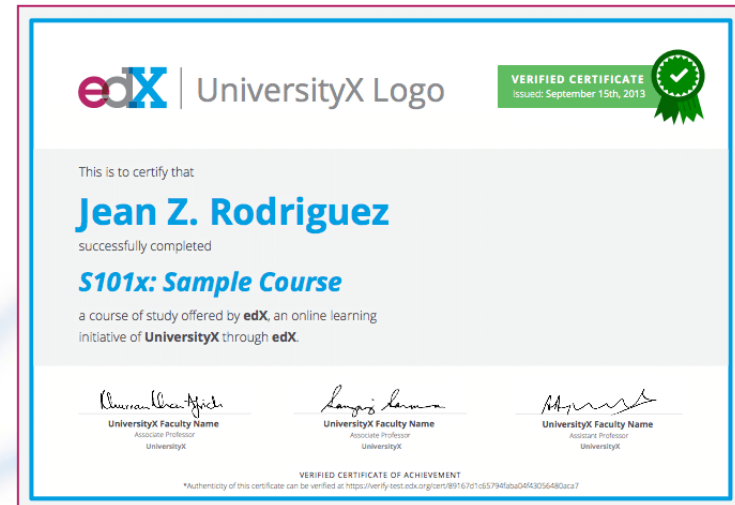 edX | UniversityX Logo
VERIFIED CERTIFICATE
Issued: September 15th, 2013
This is to certify that
Jean Z. Rodriguez
successfully completed
S101x: Sample Course
a course of study offered by edX, an online learning
initiative of UniversityX through edX.
UniversityX Faculty Name
Associate Professor
UniversityX
UniversityX Faculty Name
Associate Professor
UniversityX
UniversityX Faculty Name
Assistant Professor
UniversityX
VERIFIED CERTIFICATE OF ACHIEVEMENT
*Authenticity of this certificate can be verified at https://verify-test.edx.org/cert/89167d1c65794faba04f43056480aca7